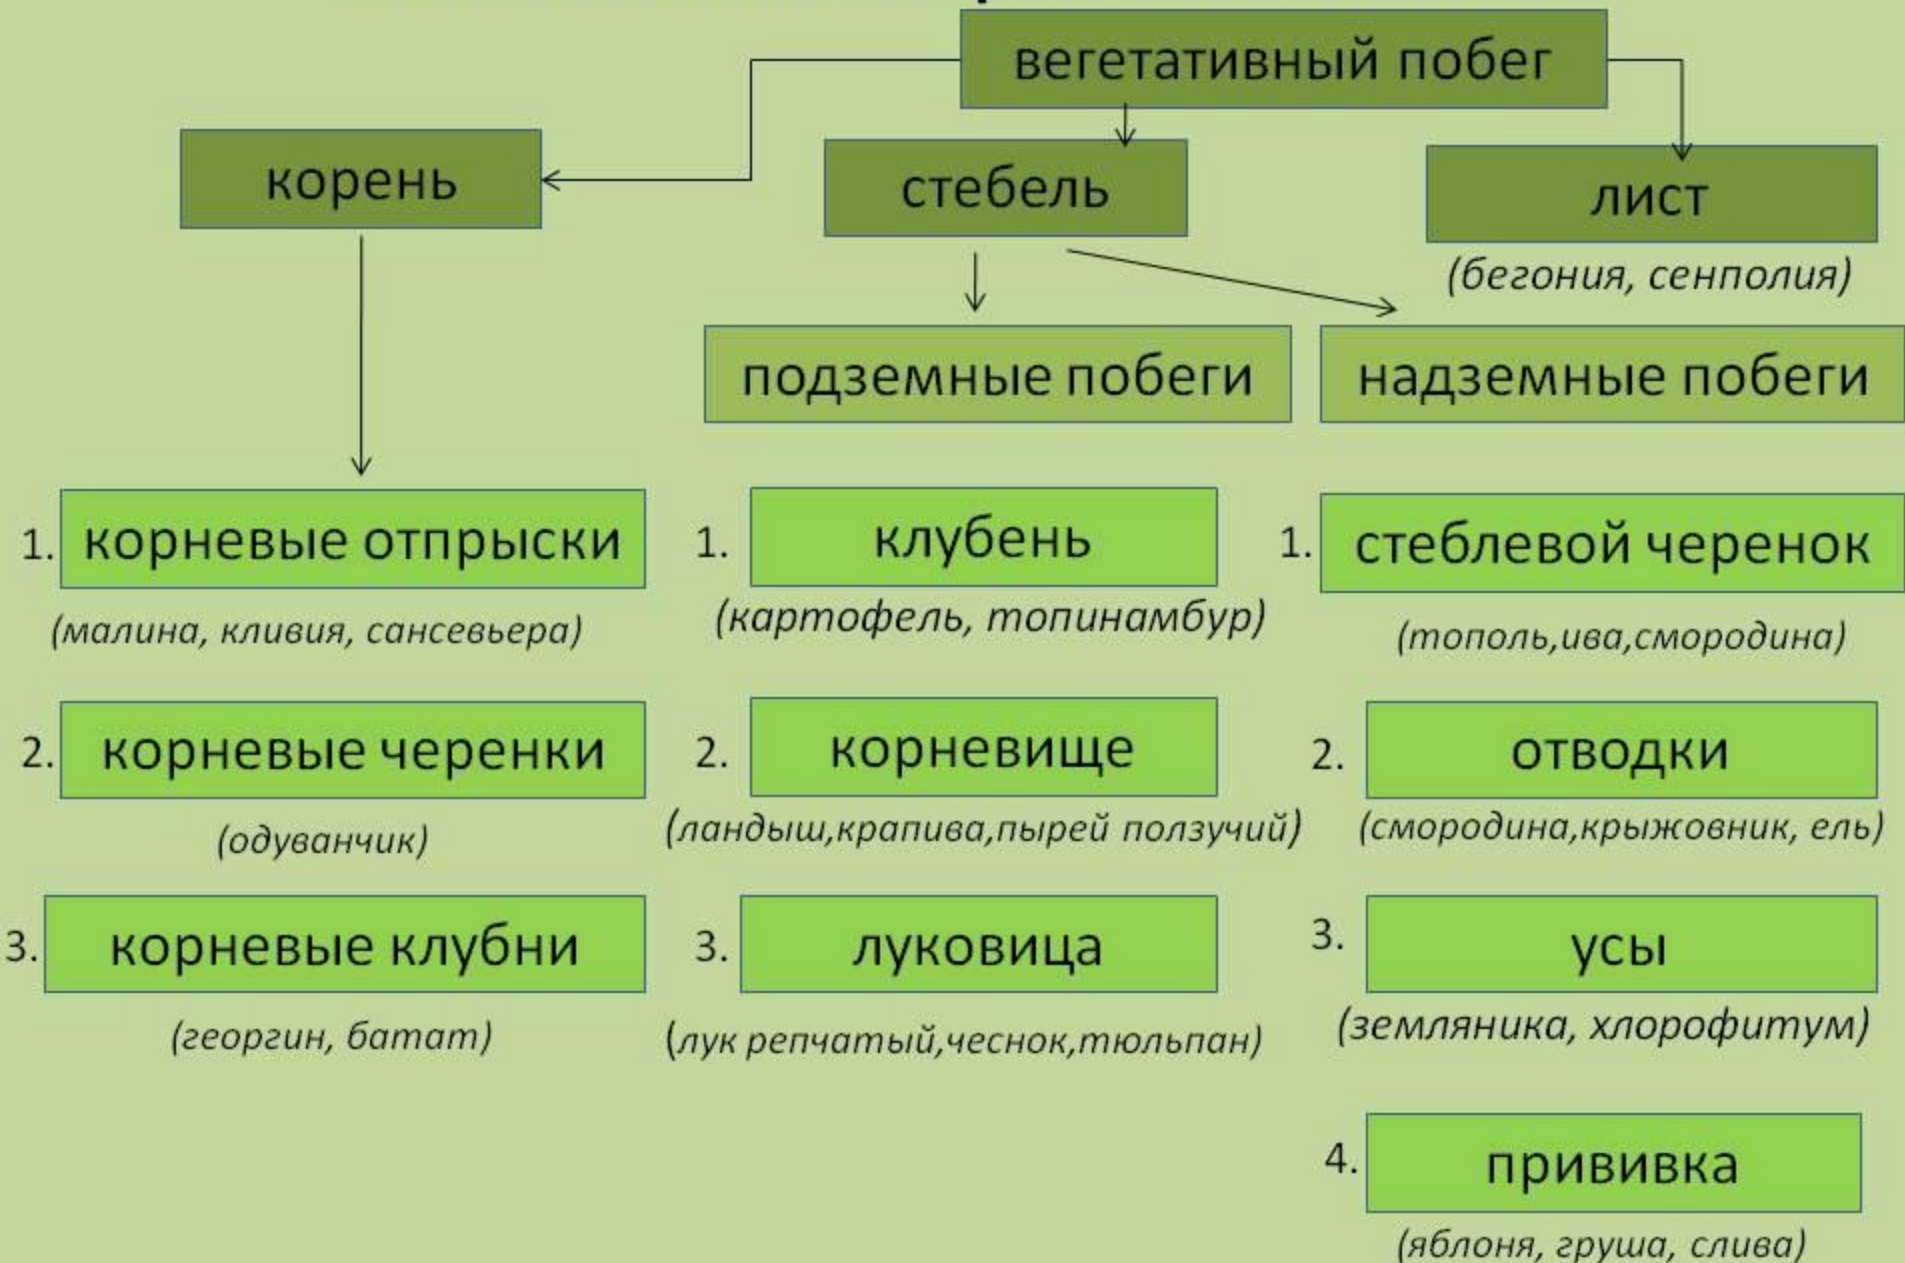 вегетативный побег
корень
стебель
лист
(бегония, сенполия)
подземные побеги
надземные побеги
1. корневые отпрыски
(малина, кливия, сансевьера)
2. корневые черенки
(одуванчик)
3. корневые клубни
(георгин, батат)
1. клубень
(картофель, топинамбур)
2. корневище
(ландыш,крапива,пырей ползучий)
3. луковица
(лук репчатый,чеснок,тюльпан)
1. стеблевой черенок
(тополь,ива,смородина)
2. отводки
(смородина,крыжовник, ель)
3. усы
(земляника, хлорофитум)
4. прививка
(яблоня, груша, слива)